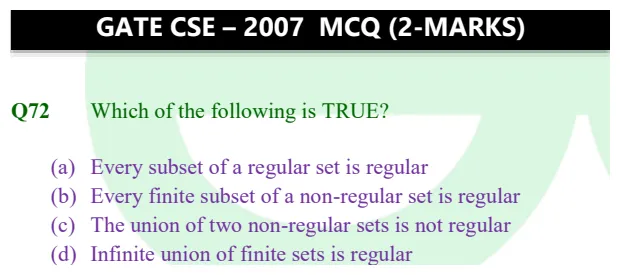 GATE CSE – 2007 MCQ (2-MARKS)
Q72 Which of the following is TRUE?
(a) Every subset of a regular set is regular
(b) Every finite subset of a non-regular set is regular
(c) The union of two non-regular sets is not regular
(d) Infinite union of finite sets is regular